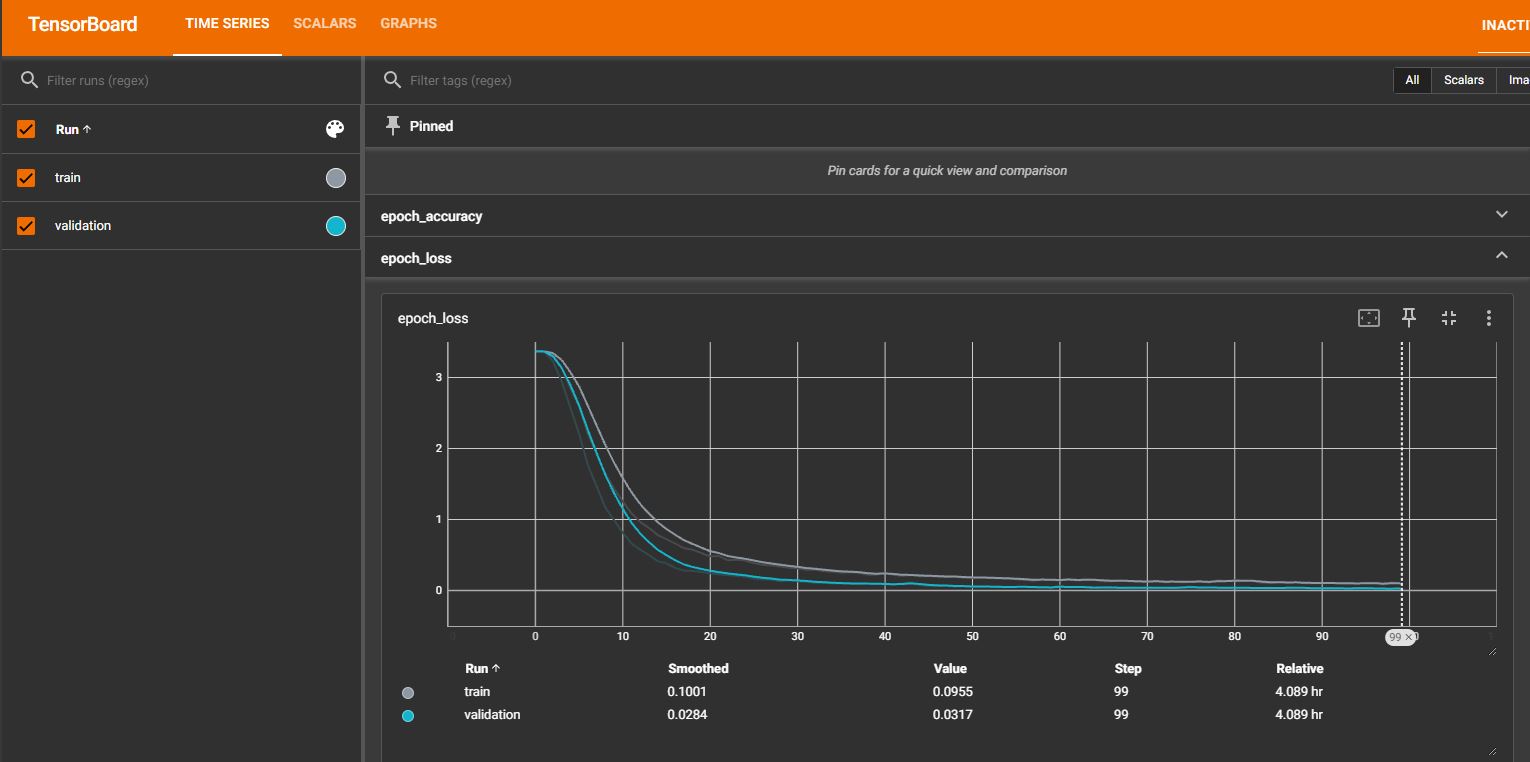 TensorBoard TIME SERIES SCALARS GRAPHS INACTI
Filter runs (regex)
Filter tags (regex)
All Scalars Ima
Run ↑
Pinned
train
Pin cards for a quick view and comparison
validation
epoch_accuracy
epoch_loss
epoch_loss
3
2
1
0
0 10 20 30 40 50 60 70 80 90 99 ×
Run ↑ Smoothed Value Step Relative
train 0.1001 0.0955 99 4.089 hr
validation 0.0284 0.0317 99 4.089 hr